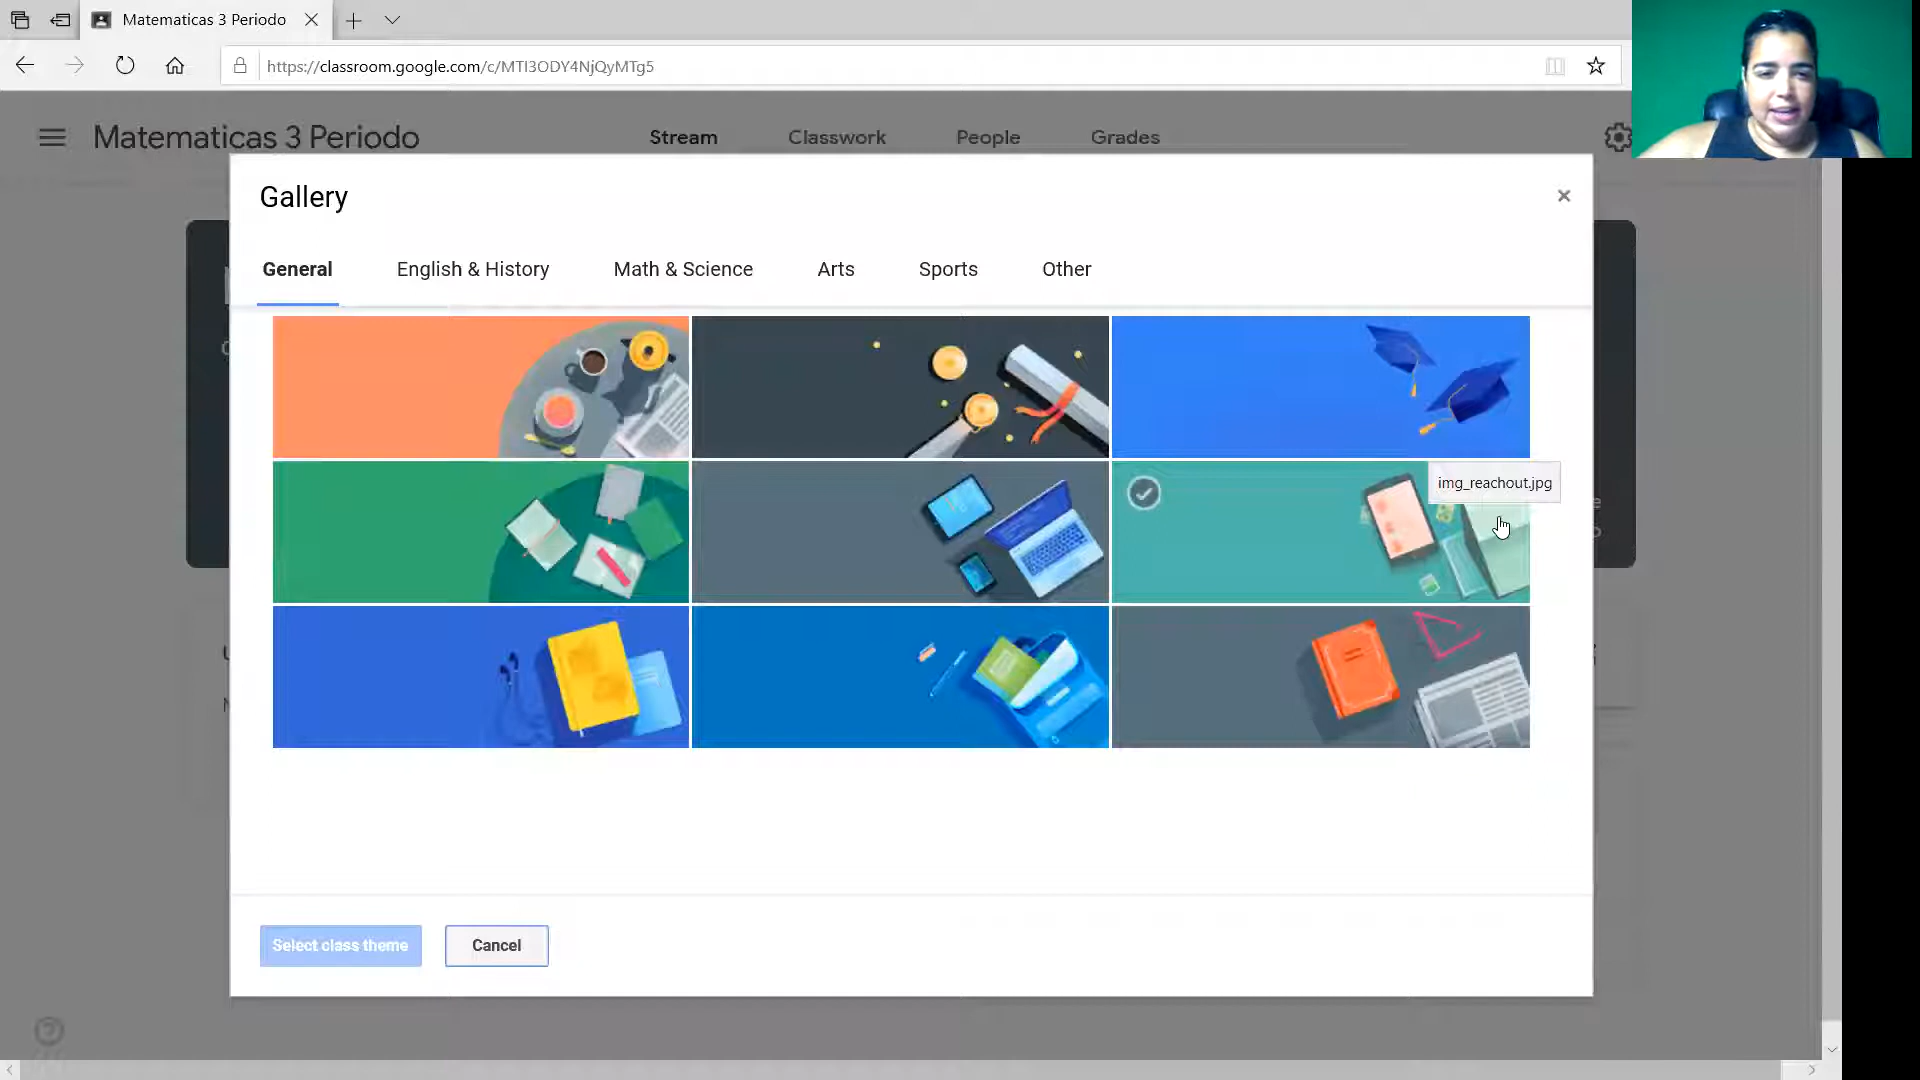 Matematicas 3 Periodo
https://classroom.google.com/c/MTI3ODY4NjQyMTg5
Matematicas 3 Periodo
Stream
Classwork
People
Grades
Gallery
General
English & History
Math & Science
Arts
Sports
Other
img_reachout.jpg
Select class theme
Cancel